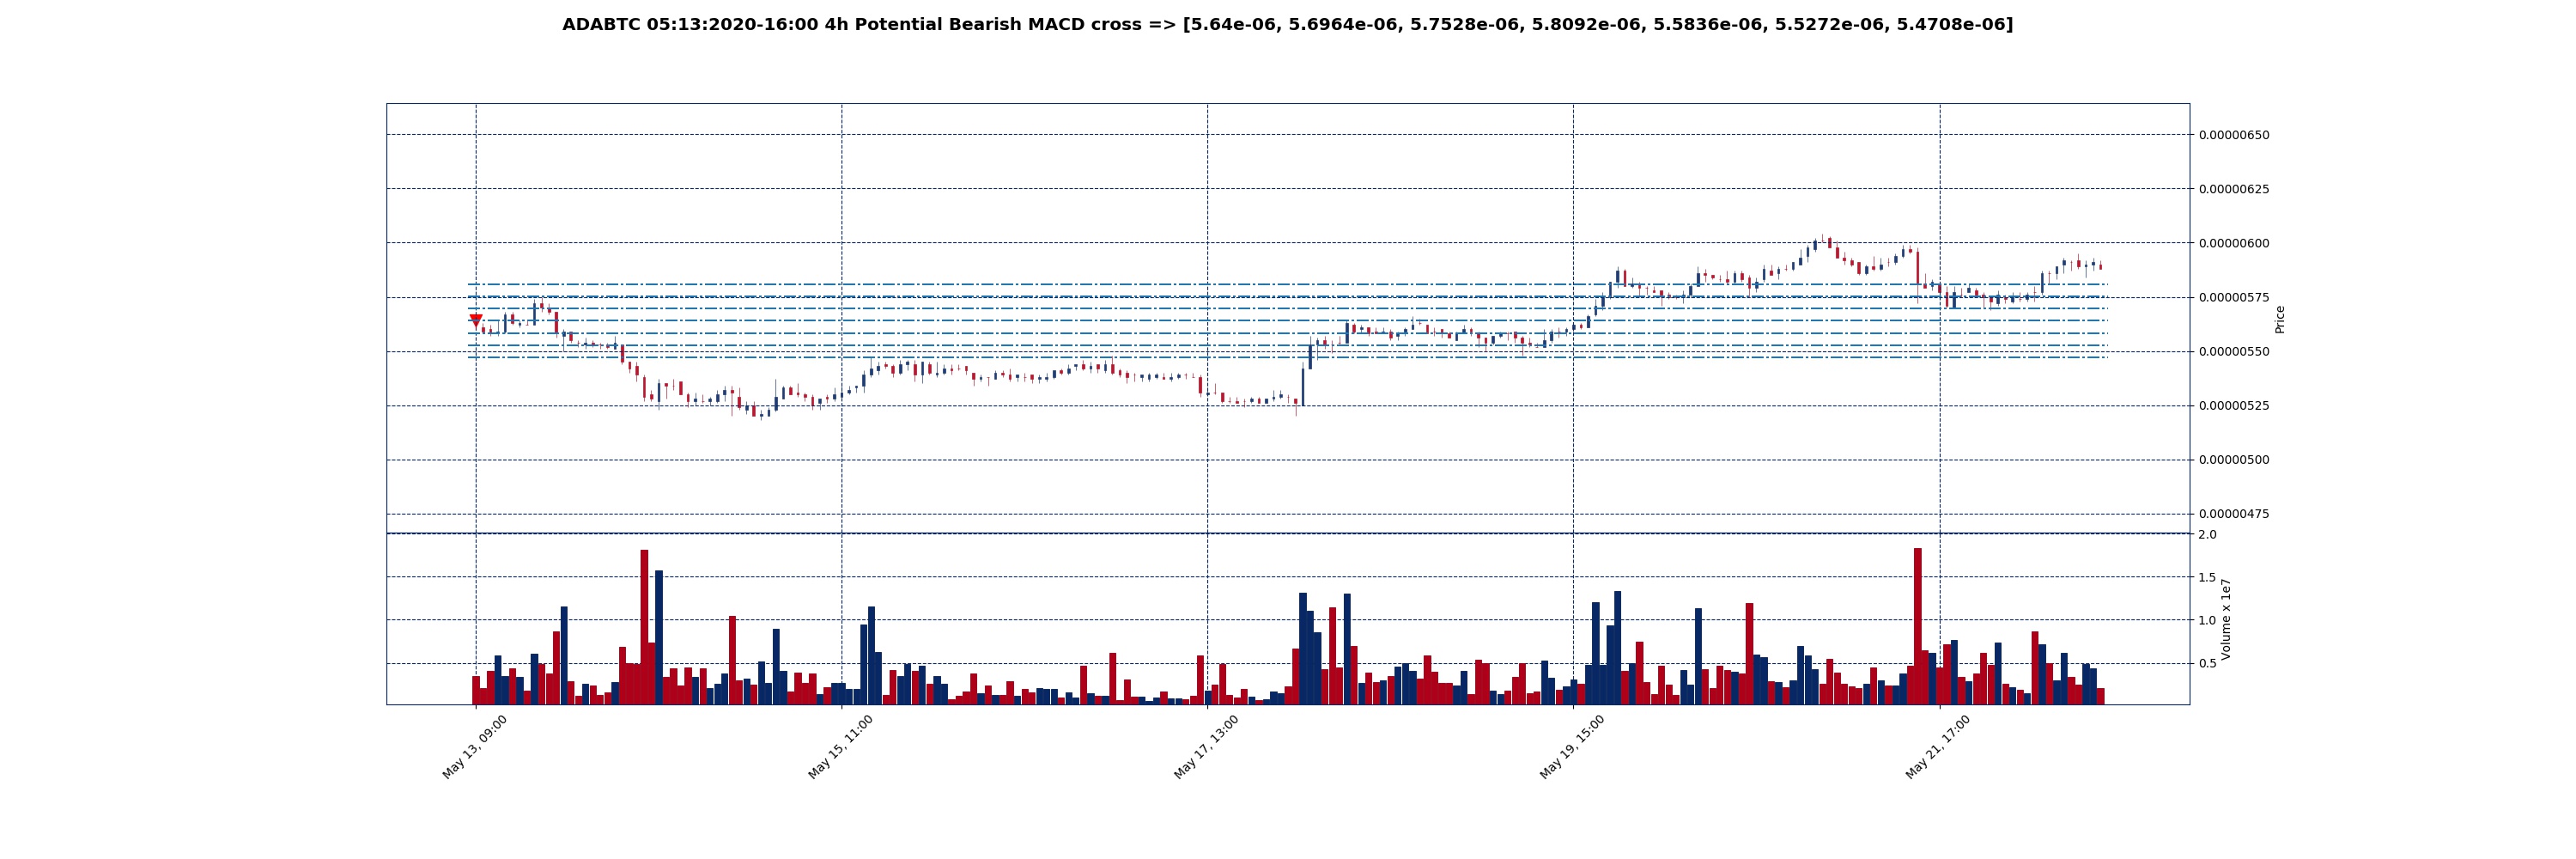 ADABTC 05:13:2020-16:00 4h Potential Bearish MACD cross => [5.64e-06, 5.6964e-06, 5.7528e-06, 5.8092e-06, 5.5836e-06, 5.5272e-06, 5.4708e-06]
0.00000650
0.00000625
0.00000600
0.00000575
0.00000550
0.00000525
0.00000500
0.00000475
Price
2.0
1.5
1.0
0.5
Volume x 1e7
May 13, 09:00
May 15, 11:00
May 17, 13:00
May 19, 15:00
May 21, 17:00